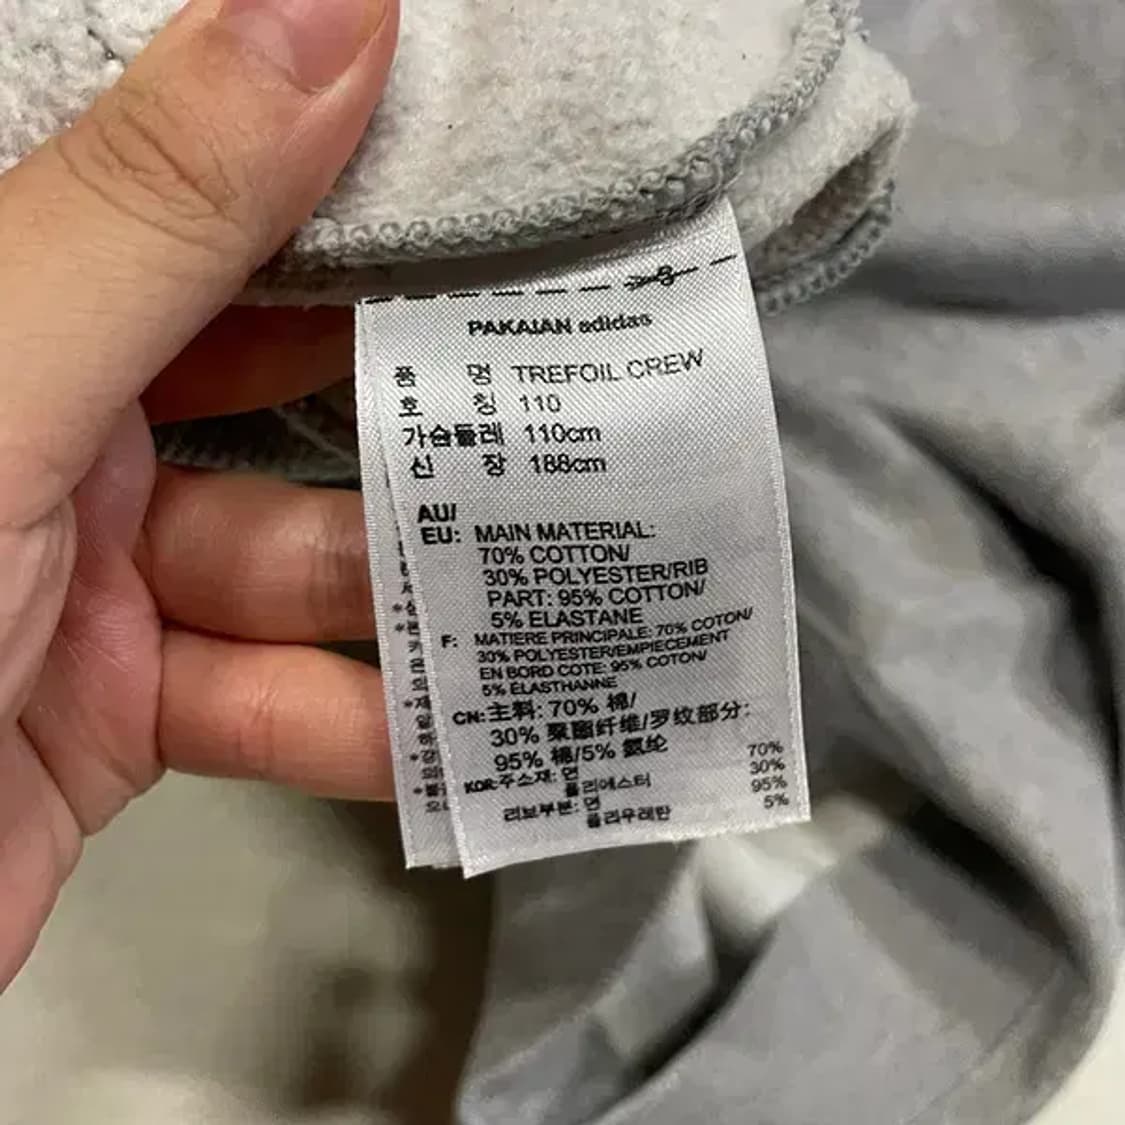 PAKAIAN adidas
품 명 TREFOIL CREW
호 칭 110
가슴둘레 110cm
신 장 188cm
AU/
EU: MAIN MATERIAL:
70% COTTON/
30% POLYESTER/RIB
PART: 95% COTTON/
5% ELASTANE
F: MATIERE PRINCIPALE: 70% COTON/
30% POLYESTER/EMPIECEMENT
EN BORD COTE: 95% COTON/
5% ELASTHANNE
CN: 主料: 70% 棉/
30% 聚酯纤维/罗纹部分:
95% 棉/5% 氨纶
KOR: 주소재: 면 70%
폴리에스터 30%
리브부분: 면 95%
폴리우레탄 5%